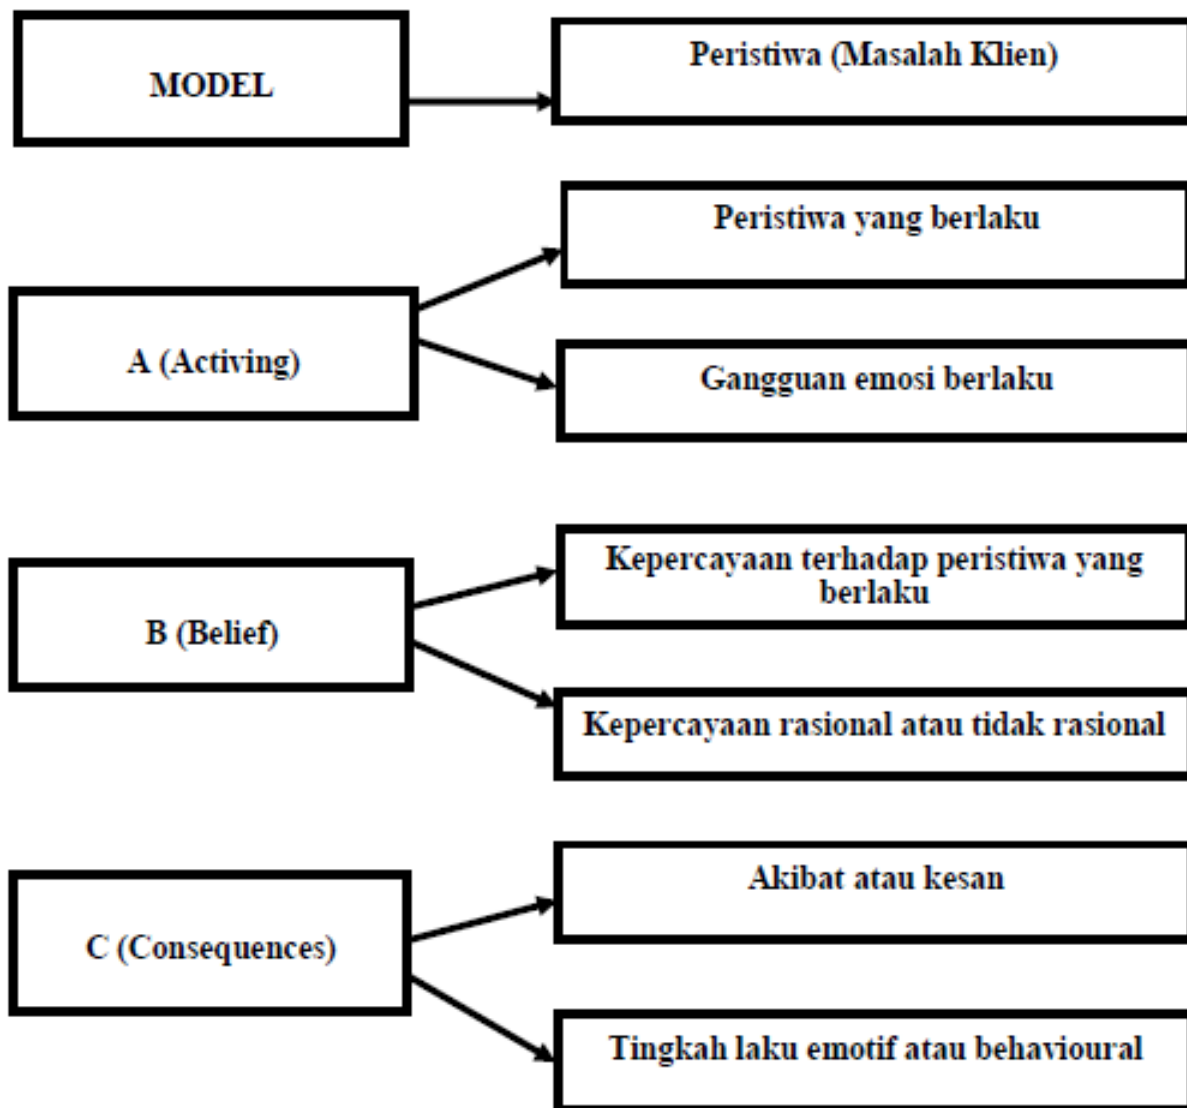 MODEL
Peristiwa (Masalah Klien)
A (Activing)
Peristiwa yang berlaku
Gangguan emosi berlaku
B (Belief)
Kepercayaan terhadap peristiwa yang
berlaku
Kepercayaan rasional atau tidak rasional
C (Consequences)
Akibat atau kesan
Tingkah laku emotif atau behavioural